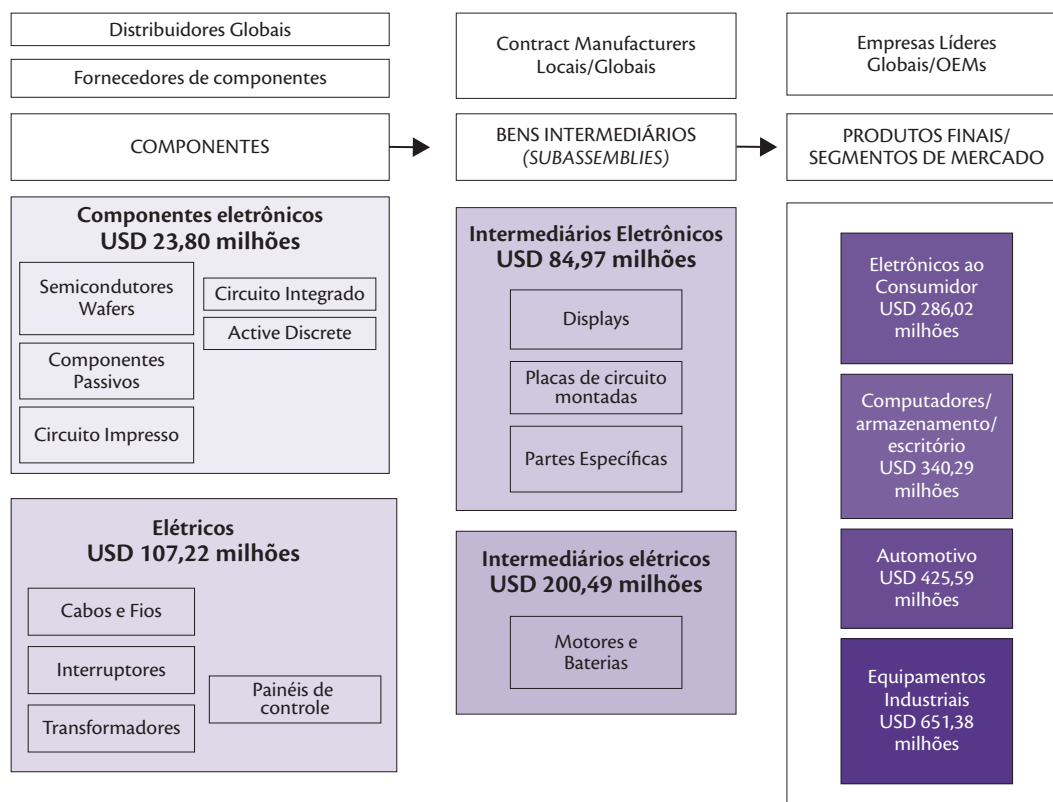 Distribuidores Globais
Fornecedores de componentes
COMPONENTES
Contract Manufacturers
Locais/Globais
BENS INTERMEDIÁRIOS
(SUBASSEMBLIES)
Empresas Líderes
Globais/OEMs
PRODUTOS FINAIS/
SEGMENTOS DE MERCADO
Componentes eletrônicos
USD 23,80 milhões
Semicondutores
Wafers
Circuito Integrado
Active Discrete
Componentes
Passivos
Circuito Impresso
Elétricos
USD 107,22 milhões
Cabos e Fios
Interruptores
Painéis de
controle
Transformadores
Intermediários Eletrônicos
USD 84,97 milhões
Displays
Placas de circuito
montadas
Partes Específicas
Intermediários elétricos
USD 200,49 milhões
Motores e
Baterias
Eletrônicos ao
Consumidor
USD 286,02
milhões
Computadores/
armazenamento/
escritório
USD 340,29
milhões
Automotivo
USD 425,59
milhões
Equipamentos
Industriais
USD 651,38
milhões